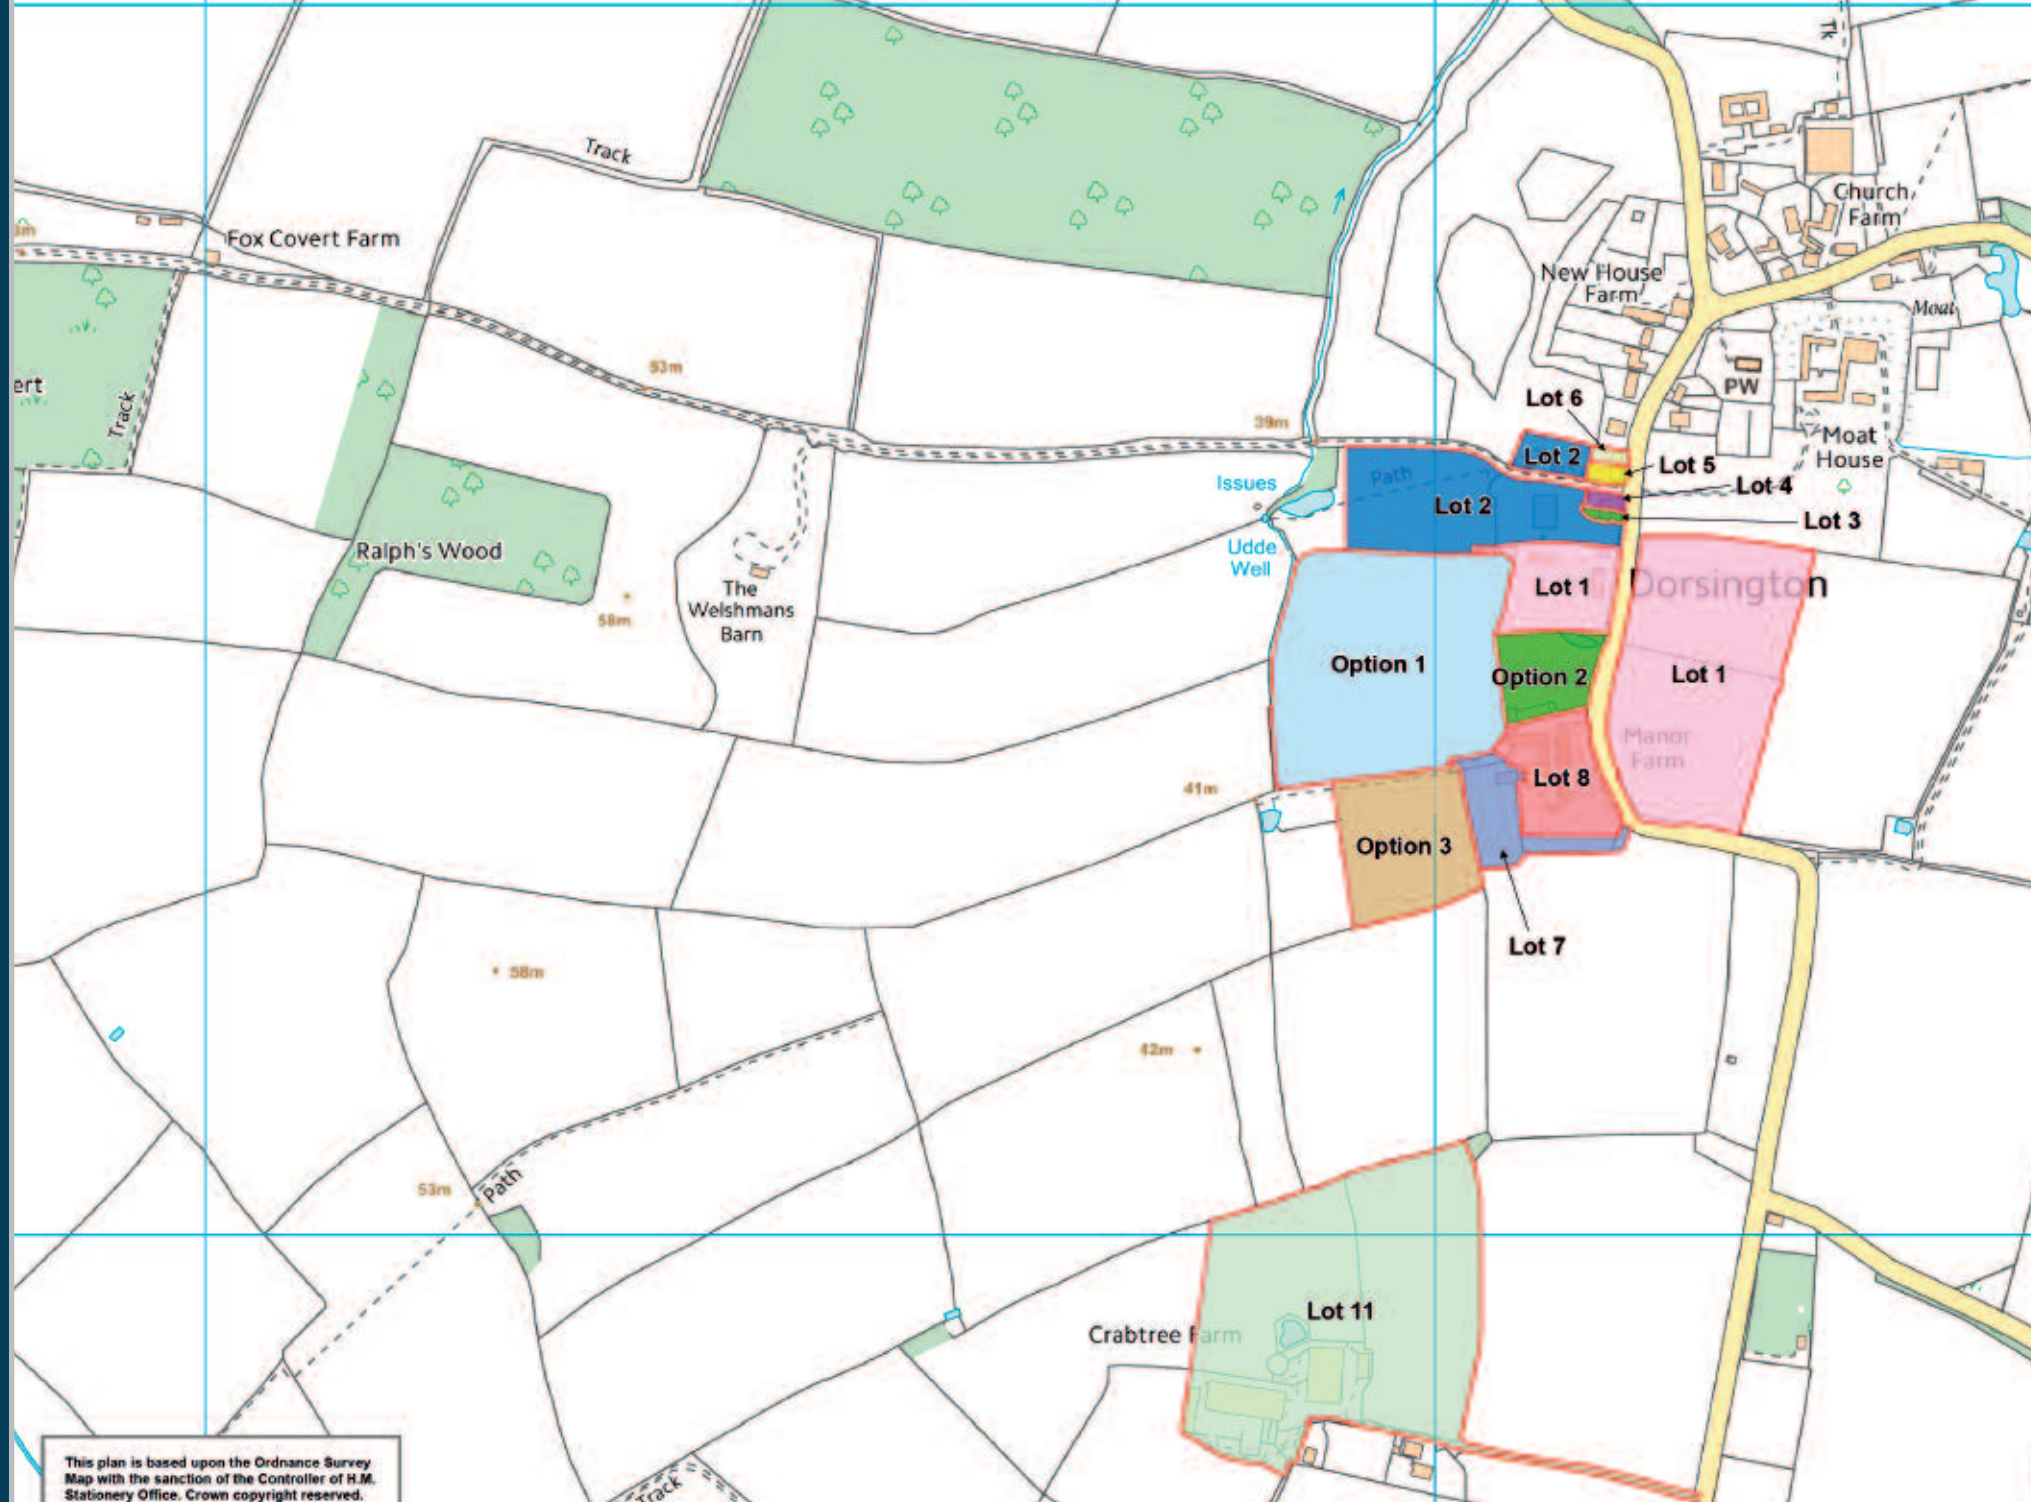 Tk
Track
Church
Farm
Fox Covert Farm
New House
Farm
Moat
53m
ert
Track
PW
Lot 6
39m
Moat
House
Lot 2
Lot 5
Path
Issues
Lot 4
Lot 2
Lot 3
Ralph's Wood
Udde
Well
The
Welshmans
Barn
Lot 1
Dorsington
58m
Option 1
Option 2
Lot 1
Manor
Farm
Lot 8
41m
Option 3
Lot 7
58m
42m
53m
Path
Lot 11
Crabtree Farm
Track
This plan is based upon the Ordnance Survey
Map with the sanction of the Controller of H.M.
Stationery Office. Crown copyright reserved.